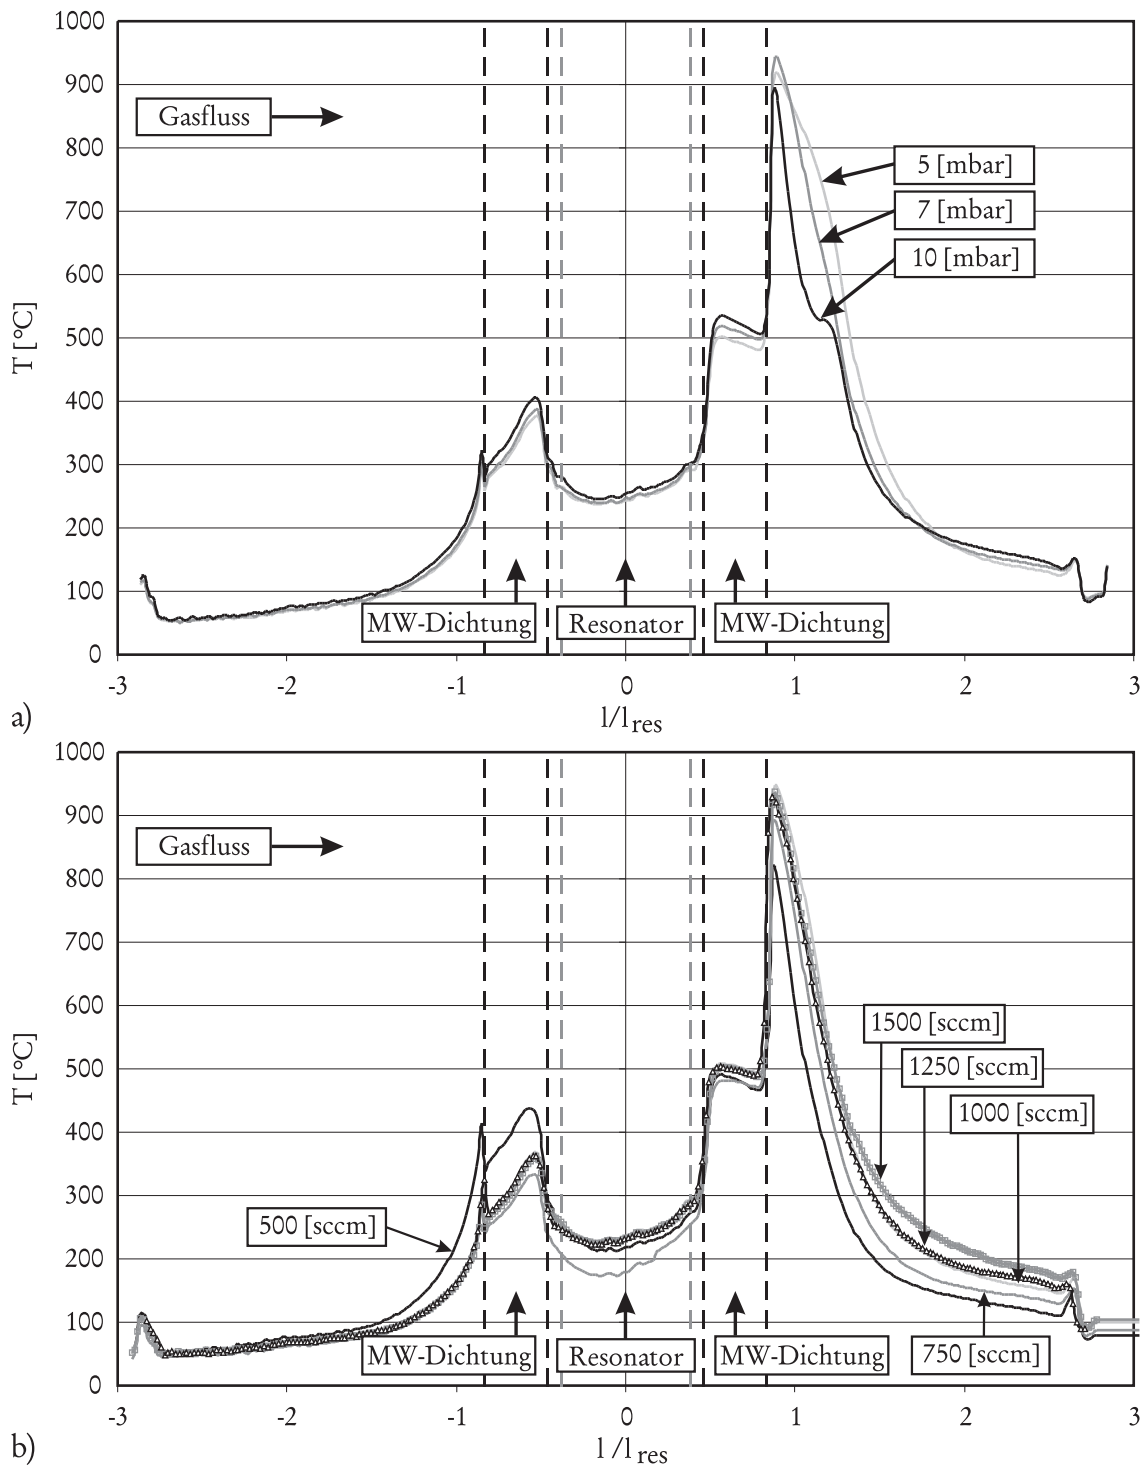 1000
900
Gasfluss
800
5 [mbar]
700
7 [mbar]
600
10 [mbar]
T [°C]
500
400
300
200
100
MW-Dichtung Resonator MW-Dichtung
0
-3 -2 -1 0 1 2 3
l/lres
a)
1000
900
Gasfluss
800
700
600
1500 [sccm]
T [°C]
500
1250 [sccm]
1000 [sccm]
400
300
500 [sccm]
200
100
MW-Dichtung Resonator MW-Dichtung 750 [sccm]
0
-3 -2 -1 0 1 2 3
l/lres
b)